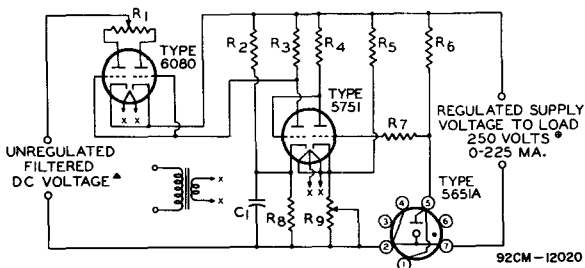 R1
TYPE
6080
R2
R3
R4
R5
R6
TYPE
5751
R7
UNREGULATED
FILTERED
DC VOLTAGE▲
REGULATED SUPPLY
VOLTAGE TO LOAD
250 VOLTS ⊕
0-225 MA.
TYPE
5651A
X X
X
X
X X
C1
R8
R9
1 2 3 4 5 6 7
92CM-12020